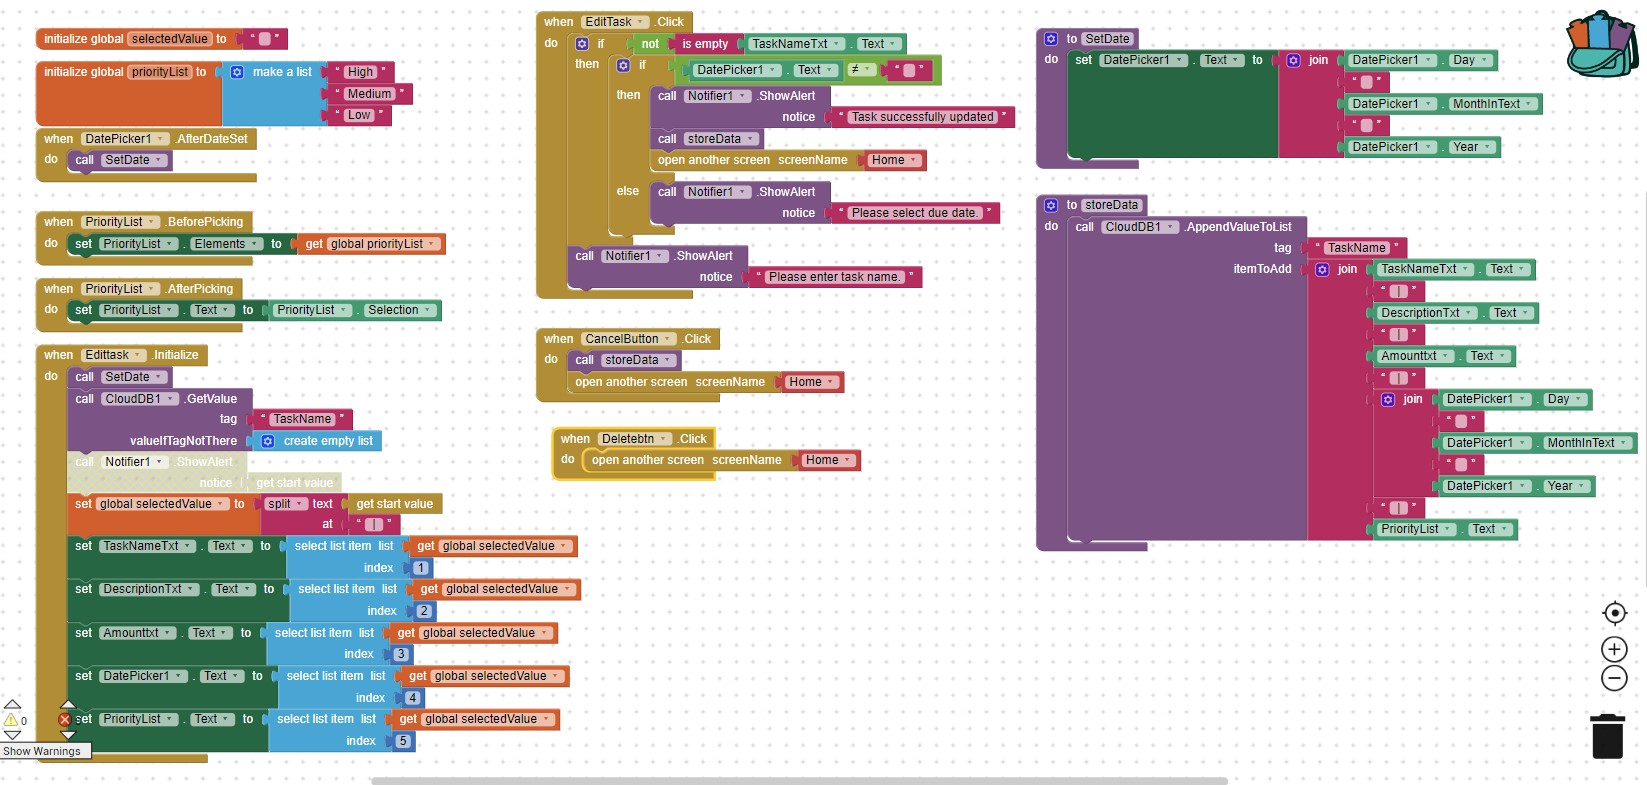 initialize global selectedValue to " "
initialize global priorityList to make a list " High "
" Medium "
" Low "
when DatePicker1 .AfterDateSet
do call SetDate
when PriorityList .BeforePicking
do set PriorityList . Elements to get global priorityList
when PriorityList .AfterPicking
do set PriorityList . Text to PriorityList . Selection
when Edittask .Initialize
do call SetDate
call CloudDB1 .GetValue
tag " TaskName "
valueIfTagNotThere create empty list
call Notifier1 .ShowAlert
notice get start value
set global selectedValue to split text get start value
at " | "
set TaskNameTxt . Text to select list item list get global selectedValue
index 1
set DescriptionTxt . Text to select list item list get global selectedValue
index 2
set Amounttxt . Text to select list item list get global selectedValue
index 3
set DatePicker1 . Text to select list item list get global selectedValue
index 4
set PriorityList . Text to select list item list get global selectedValue
index 5
0
Show Warnings
when EditTask .Click
do if not is empty TaskNameTxt . Text
then if DatePicker1 . Text ≠ " "
then call Notifier1 .ShowAlert
notice " Task successfully updated "
call storeData
open another screen screenName Home
else call Notifier1 .ShowAlert
notice " Please select due date. "
call Notifier1 .ShowAlert
notice " Please enter task name. "
when CancelButton .Click
do call storeData
open another screen screenName Home
when Deletebtn .Click
do open another screen screenName Home
to SetDate
do set DatePicker1 . Text to join DatePicker1 . Day
" "
DatePicker1 . MonthInText
" "
DatePicker1 . Year
to storeData
do call CloudDB1 .AppendValueToList
tag " TaskName "
itemToAdd join TaskNameTxt . Text
" | "
DescriptionTxt . Text
" | "
Amounttxt . Text
" | "
join DatePicker1 . Day
" "
DatePicker1 . MonthInText
" "
DatePicker1 . Year
" | "
PriorityList . Text